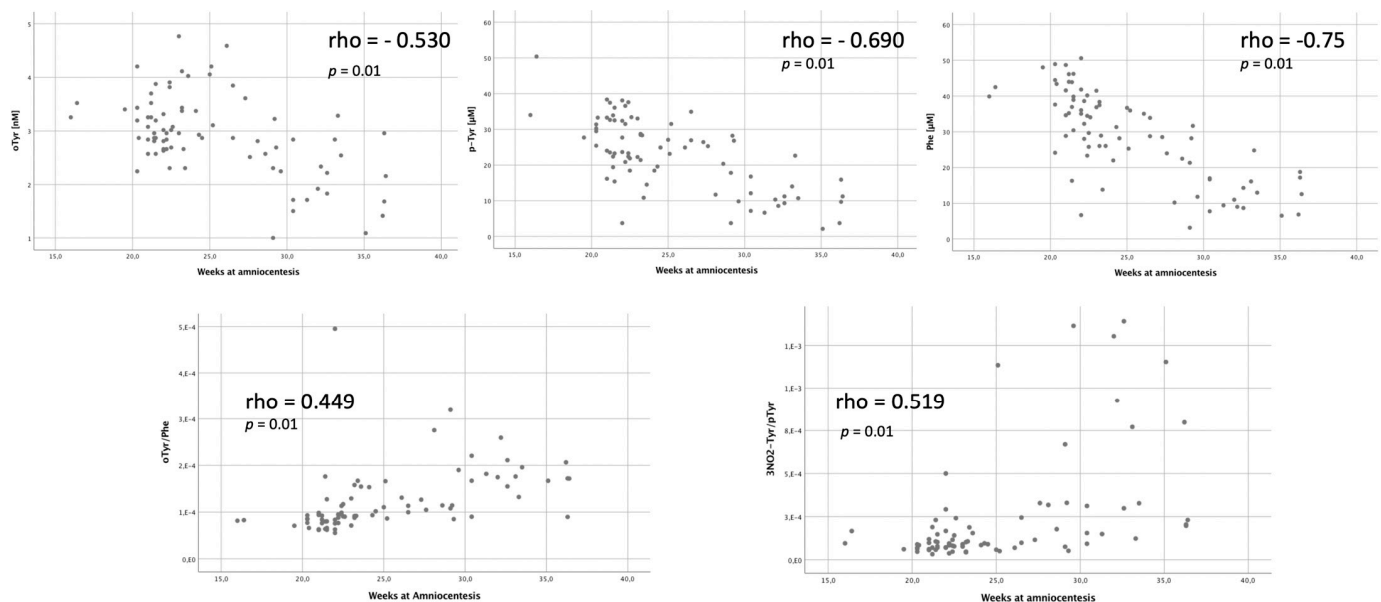 rho = - 0.530
p = 0.01
oTyr [nM]
5
4
3
2
1
15,0 20,0 25,0 30,0 35,0 40,0
Weeks at amniocentesis
rho = - 0.690
p = 0.01
p-Tyr [µM]
60
50
40
30
20
10
0
15,0 20,0 25,0 30,0 35,0 40,0
Weeks at amniocentesis
rho = -0.75
p = 0.01
Phe [µM]
60
50
40
30
20
10
0
15,0 20,0 25,0 30,0 35,0 40,0
Weeks at amniocentesis
rho = 0.449
p = 0.01
oTyr/Phe
5,E-4
4,E-4
3,E-4
2,E-4
1,E-4
0,E0
15,0 20,0 25,0 30,0 35,0 40,0
Weeks at Amniocentesis
rho = 0.519
p = 0.01
3NO2-Tyr/pTyr
1,E-3
1,E-3
8,E-4
5,E-4
3,E-4
0,E0
15,0 20,0 25,0 30,0 35,0 40,0
Weeks at amniocentesis